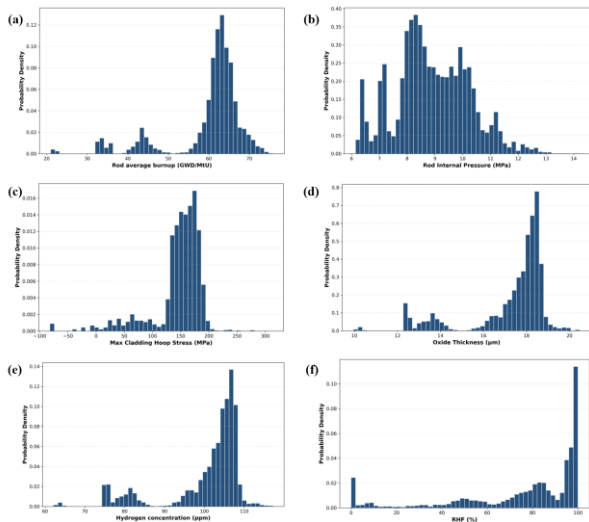 (a)
Probability Density
0.12
0.10
0.08
0.06
0.04
0.02
0.00
20 30 40 50 60 70
Rod average burnup (GWD/MtU)
(b)
Probability Density
0.40
0.35
0.30
0.25
0.20
0.15
0.10
0.05
0.00
6 7 8 9 10 11 12 13 14
Rod Internal Pressure (MPa)
(c)
Probability Density
0.016
0.014
0.012
0.010
0.008
0.006
0.004
0.002
0.000
−100 −50 0 50 100 150 200 250 300
Max Cladding Hoop Stress (MPa)
(d)
Probability Density
0.8
0.7
0.6
0.5
0.4
0.3
0.2
0.1
0.0
10 12 14 16 18 20
Oxide Thickness (μm)
(e)
Probability Density
0.14
0.12
0.10
0.08
0.06
0.04
0.02
0.00
60 70 80 90 100 110
Hydrogen concentration (ppm)
(f)
Probability Density
0.10
0.08
0.06
0.04
0.02
0.00
0 20 40 60 80 100
RHF (%)